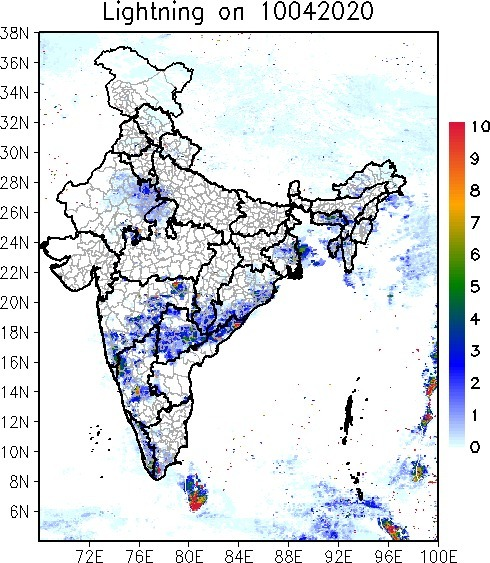 Lightning on 10042020
38N
36N
34N
32N
30N
28N
26N
24N
22N
20N
18N
16N
14N
12N
10N
8N
6N
72E 76E 80E 84E 88E 92E 96E 100E
10
9
8
7
6
5
4
3
2
1
0